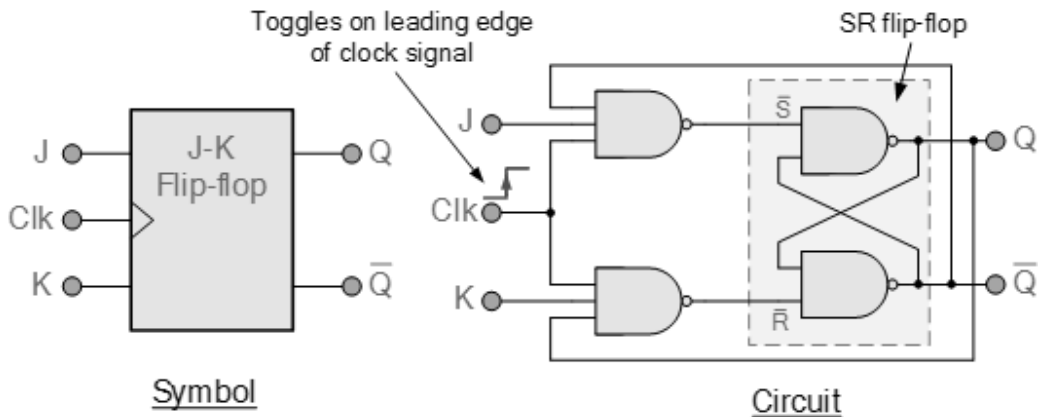 Toggles on leading edge
of clock signal
SR flip-flop
J
J-K
Flip-flop
Q
Clk
K
Q̅
Symbol
J
S̅
Q
Clk
K
R̅
Q̅
Circuit